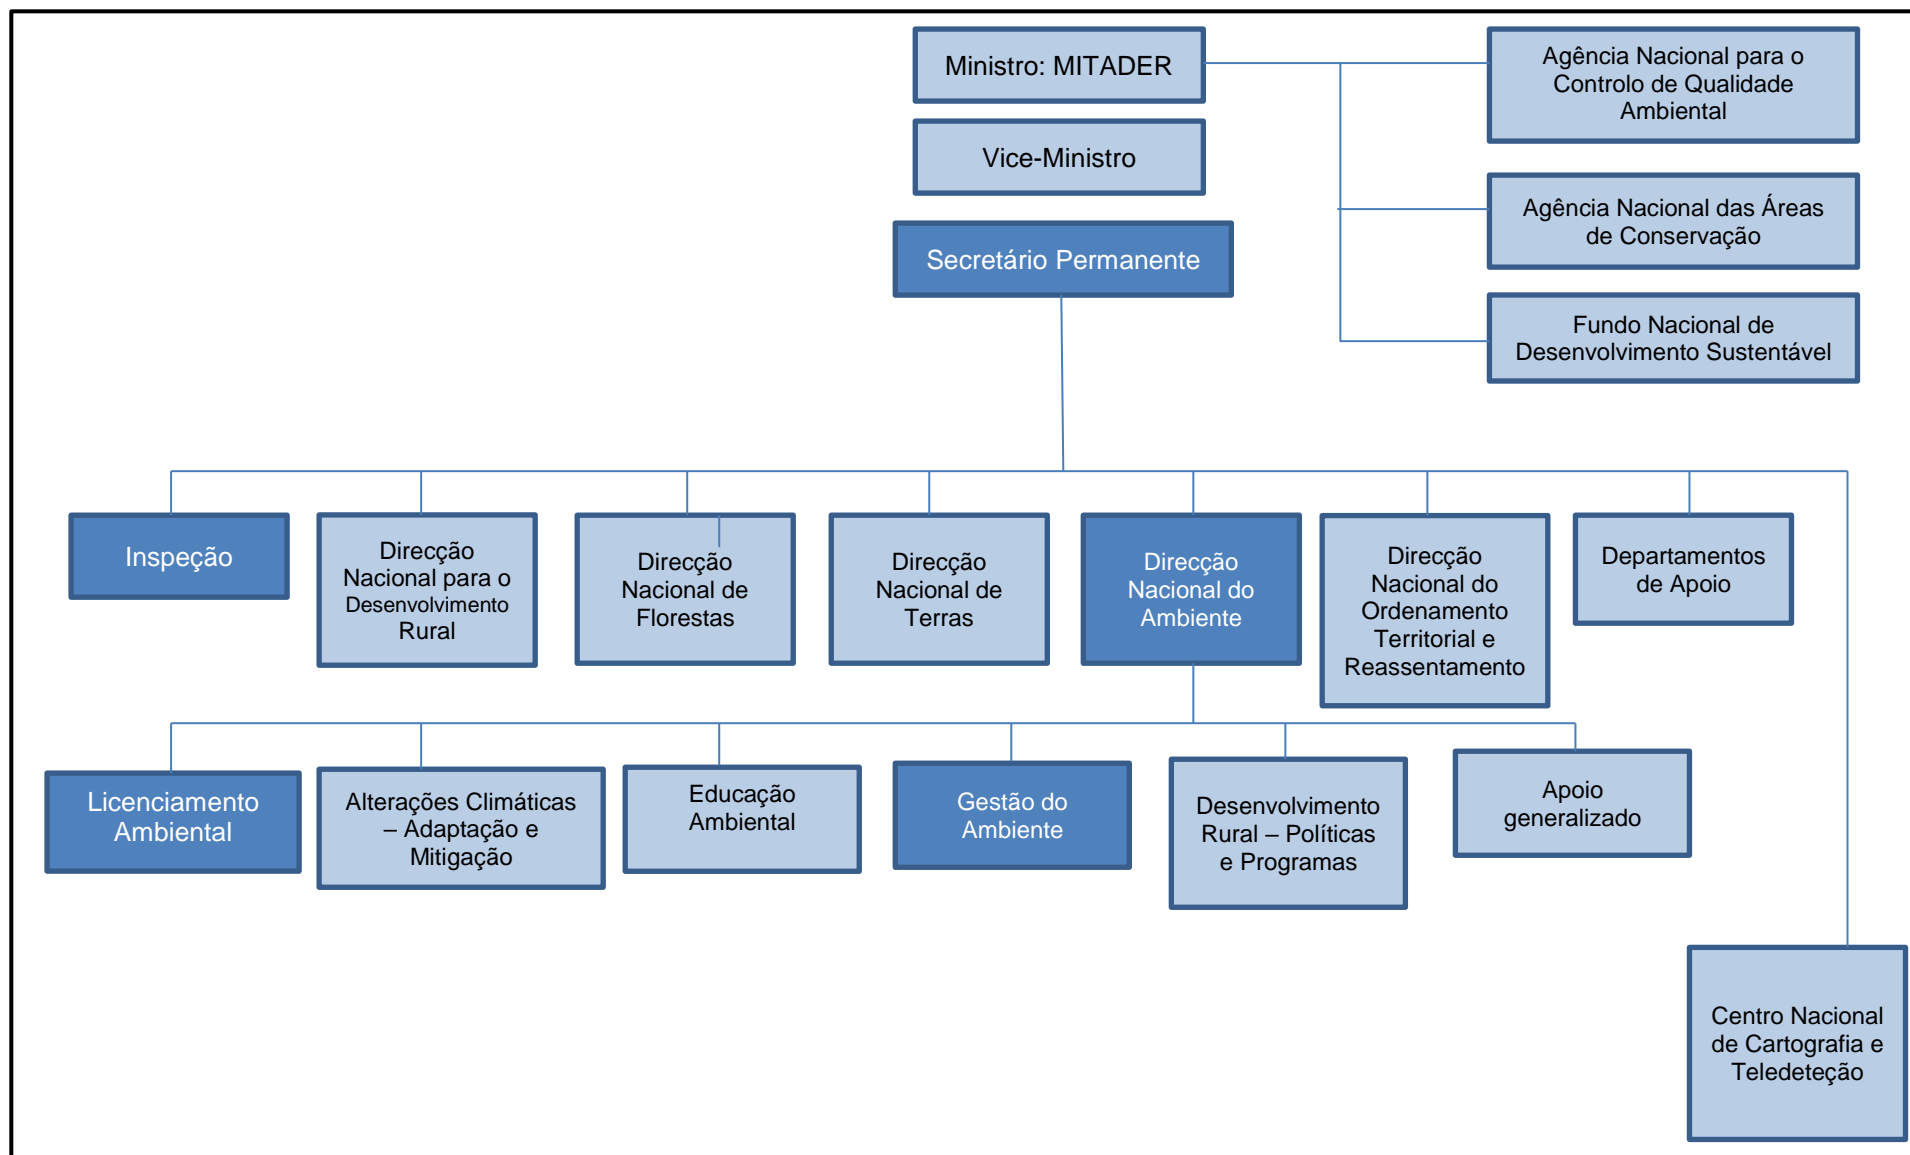 Ministro: MITADER
Agência Nacional para o
Controlo de Qualidade
Ambiental
Vice-Ministro
Agência Nacional das Áreas
de Conservação
Secretário Permanente
Fundo Nacional de
Desenvolvimento Sustentável
Inspeção
Direcção
Nacional para o
Desenvolvimento
Rural
Direcção
Nacional de
Florestas
Direcção
Nacional de
Terras
Direcção
Nacional do
Ambiente
Direcção
Nacional do
Ordenamento
Territorial e
Reassentamento
Departamentos
de Apoio
Licenciamento
Ambiental
Alterações Climáticas
– Adaptação e
Mitigação
Educação
Ambiental
Gestão do
Ambiente
Desenvolvimento
Rural – Políticas
e Programas
Apoio
generalizado
Centro Nacional
de Cartografia e
Teledeteção